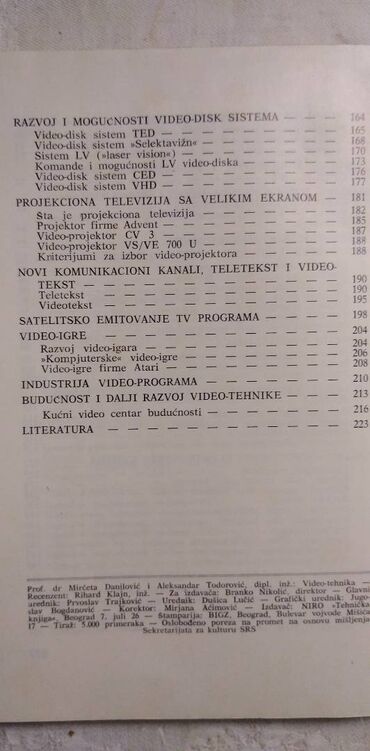 RAZVOJ I MOGUĆNOSTI VIDEO-DISK SISTEMA — — — 164
Video-disk sistem TED — — — — — — — — — 165
Video-disk sistem »Selektavižn« — — — — — — 168
Sistem LV (»laser vision«) — — — — — — — 170
Komande i mogućnosti LV video-diska — — — — 173
Video-disk sistem CED — — — — — — — — 176
Video-disk sistem VHD — — — — — — — — 177
PROJEKCIONA TELEVIZIJA SA VELIKIM EKRANOM — 181
Šta je projekciona televizija — — — — — — 182
Projektor firme Advent — — — — — — — — 185
Video-projektor CV 3 — — — — — — — — 187
Video-projektor VS/VE 700 U — — — — — — 188
Kriterijumi za izbor video-projektora — — — — 188
NOVI KOMUNIKACIONI KANALI, TELETEKST I VIDEO-
TEKST — — — — — — — — — — — — 190
Teletekst — — — — — — — — — — — 190
Videotekst — — — — — — — — — — — 195
SATELITSKO EMITOVANJE TV PROGRAMA — — — — 198
VIDEO-IGRE — — — — — — — — — — — 204
Razvoj video-igara — — — — — — — — — 204
»Kompjuterske« video-igre — — — — — — — 206
Video-igre firme Atari — — — — — — — — 208
INDUSTRIJA VIDEO-PROGRAMA — — — — — — — 210
BUDUĆNOST I DALJI RAZVOJ VIDEO-TEHNIKE — — — 213
Kućni video centar budućnosti — — — — — — 216
LITERATURA — — — — — — — — — — — 223
Prof. dr Mirčeta Danilović i Aleksandar Todorović, dipl. inž.: Video-tehnika —
Recenzent: Rihard Klajn, inž. — Za izdavača: Branko Nikolić, direktor — Glavni
urednik: Prvoslav Trajković — Urednik: Dušica Lučić — Grafički urednik: Jugo-
slav Bogdanović — Korektor: Mirjana Aćimović — Izdavač: NIRO »Tehnička
knjiga«, Beograd 7. juli 26 — Štamparija: BIGZ, Beograd, Bulevar vojvode Mišića
17 — Tiraž: 5.000 primeraka — Oslobođeno poreza na promet na osnovu mišljenja
Sekretarijata za kulturu SRS